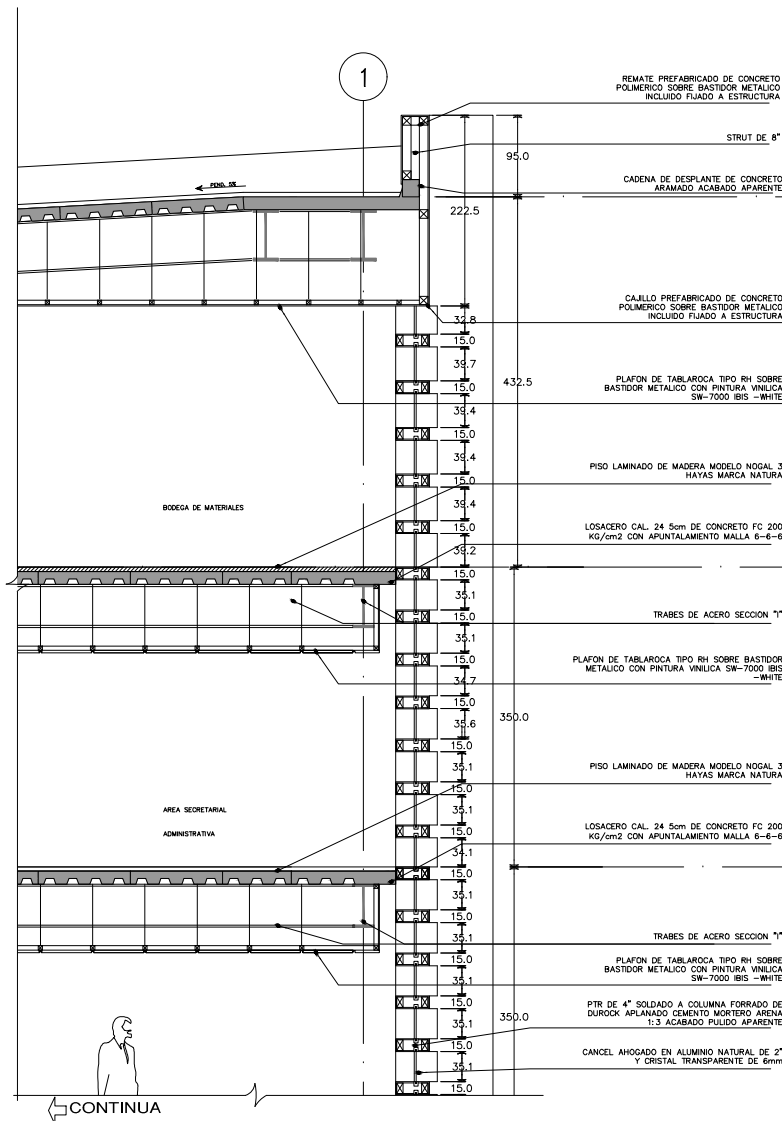 1
REMATE PREFABRICADO DE CONCRETO
POLIMERICO SOBRE BASTIDOR METALICO
INCLUIDO FIJADO A ESTRUCTURA
STRUT DE 8"
95.0
CADENA DE DESPLANTE DE CONCRETO
ARAMADO ACABADO APARENTE
PEND. 5%
222.5
CAJILLO PREFABRICADO DE CONCRETO
POLIMERICO SOBRE BASTIDOR METALICO
INCLUIDO FIJADO A ESTRUCTURA
32.8
15.0
39.7
432.5
PLAFON DE TABLAROCA TIPO RH SOBRE
BASTIDOR METALICO CON PINTURA VINILICA
SW-7000 IBIS -WHITE
15.0
39.4
15.0
39.4
PISO LAMINADO DE MADERA MODELO NOGAL 3
HAYAS MARCA NATURA
15.0
39.4
BODEGA DE MATERIALES
15.0
LOSACERO CAL. 24 5cm DE CONCRETO FC 200
KG/cm2 CON APUNTALAMIENTO MALLA 6-6-6
39.2
15.0
35.1
15.0
TRABES DE ACERO SECCION "I"
35.1
15.0
PLAFON DE TABLAROCA TIPO RH SOBRE BASTIDOR
METALICO CON PINTURA VINILICA SW-7000 IBIS
-WHITE
34.7
15.0
350.0
35.6
15.0
35.1
PISO LAMINADO DE MADERA MODELO NOGAL 3
HAYAS MARCA NATURA
15.0
35.1
AREA SECRETARIAL
ADMINISTRATIVA
15.0
LOSACERO CAL. 24 5cm DE CONCRETO FC 200
KG/cm2 CON APUNTALAMIENTO MALLA 6-6-6
34.1
15.0
35.1
15.0
35.1
TRABES DE ACERO SECCION "I"
15.0
PLAFON DE TABLAROCA TIPO RH SOBRE
BASTIDOR METALICO CON PINTURA VINILICA
SW-7000 IBIS -WHITE
35.1
15.0
350.0
35.1
PTR DE 4" SOLDADO A COLUMNA FORRADO DE
DUROCK APLANADO CEMENTO MORTERO ARENA
1:3 ACABADO PULIDO APARENTE
15.0
35.1
CANCEL AHOGADO EN ALUMINIO NATURAL DE 2"
Y CRISTAL TRANSPARENTE DE 6mm
15.0
CONTINUA